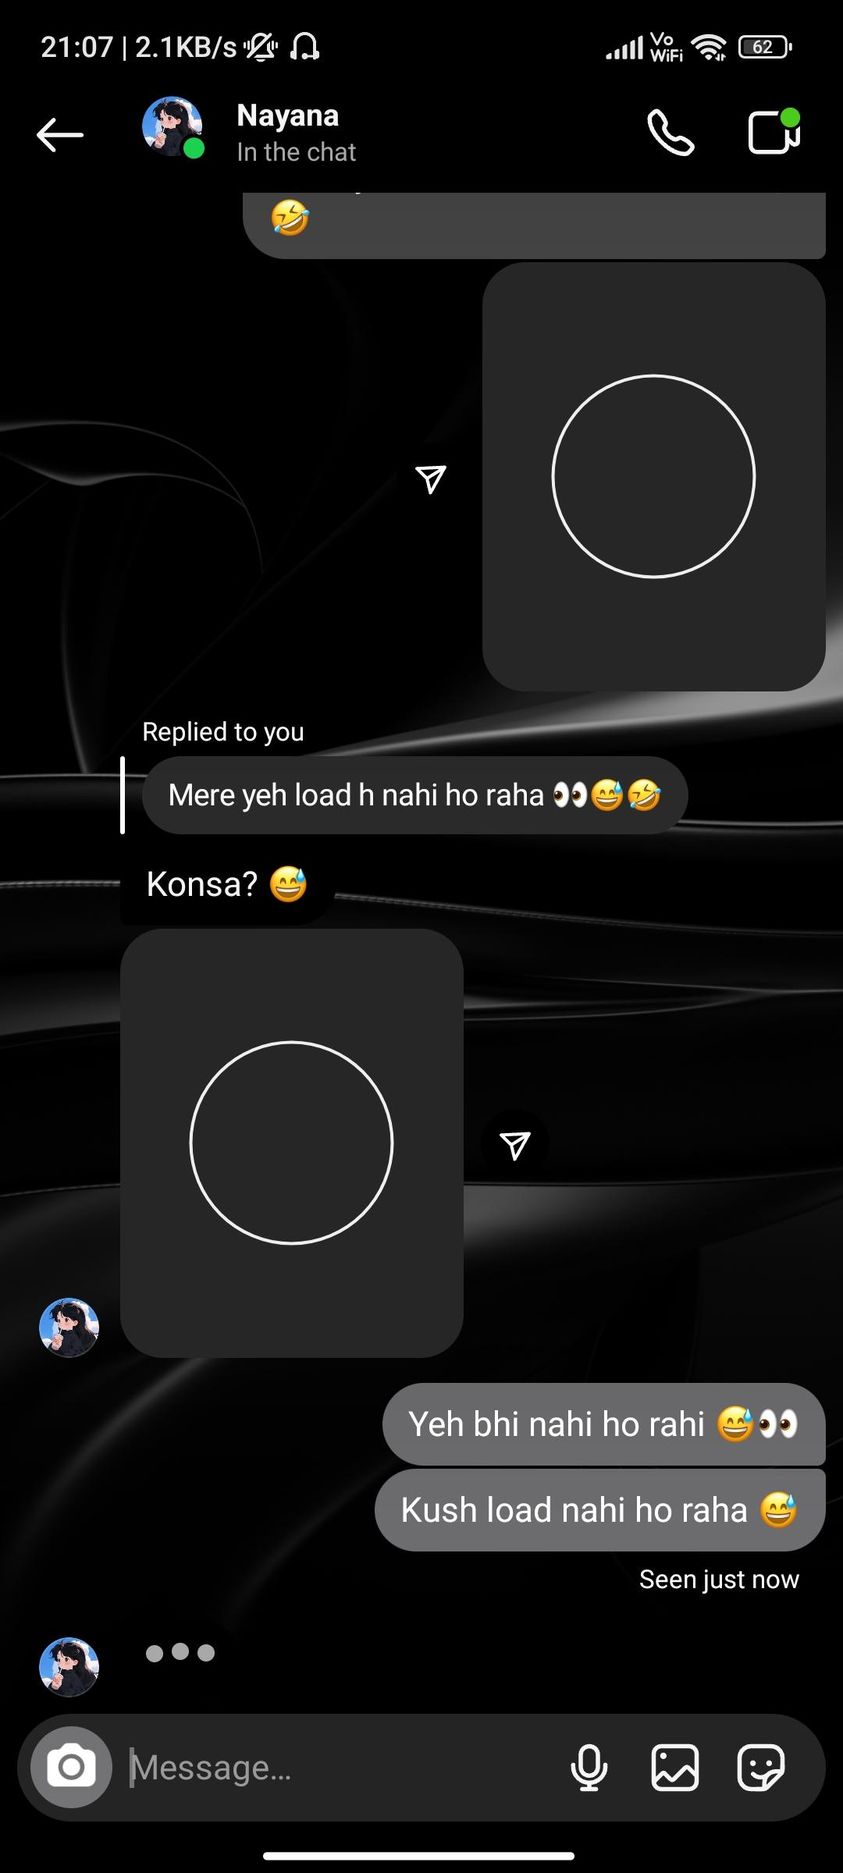 21:07 | 2.1KB/s
Vo
WiFi
62
Nayana
In the chat
🤣
Replied to you
Mere yeh load h nahi ho raha 👀😅🤣
Konsa? 😅
Yeh bhi nahi ho rahi 😅👀
Kush load nahi ho raha 😅
Seen just now
Message...